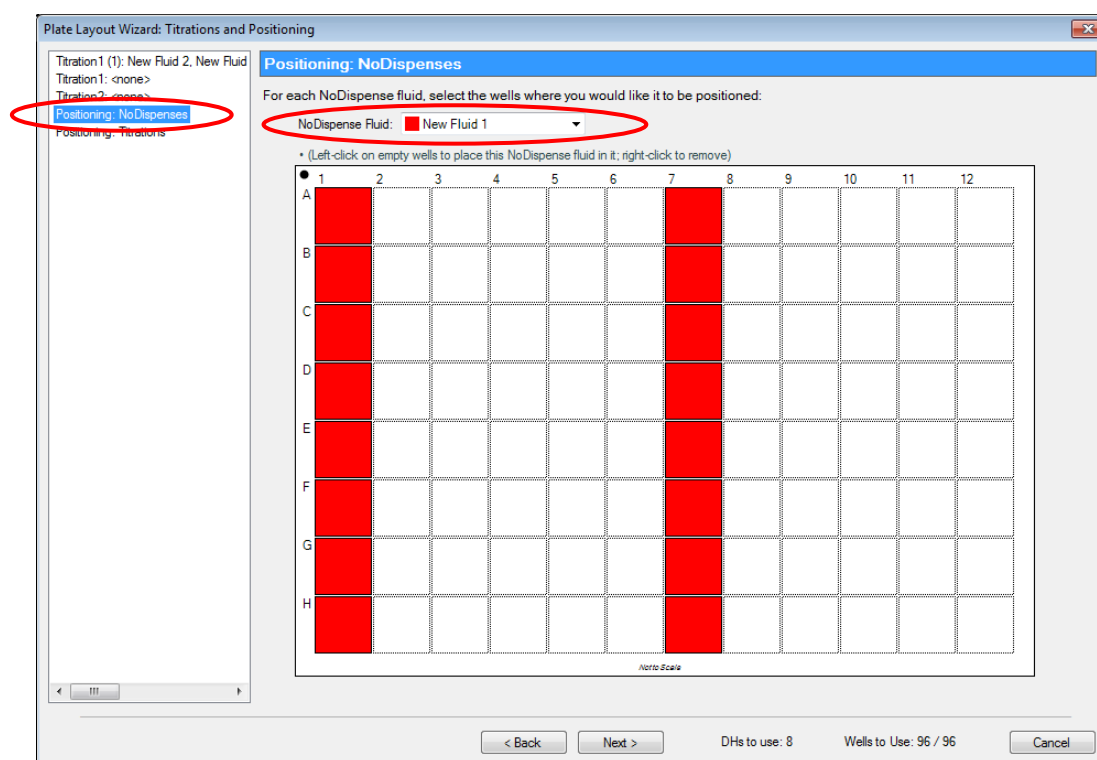 Plate Layout Wizard: Titrations and Positioning
Titration1 (1): New Fluid 2, New Fluid
Titration1: <none>
Titration2: <none>
Positioning: NoDispenses
Positioning: Titrations
Positioning: NoDispenses
For each NoDispense fluid, select the wells where you would like it to be positioned:
NoDispense Fluid: New Fluid 1
• (Left-click on empty wells to place this NoDispense fluid in it; right-click to remove)
1 2 3 4 5 6 7 8 9 10 11 12
A
B
C
D
E
F
G
H
Not to Scale
< Back Next > DHs to use: 8 Wells to Use: 96 / 96 Cancel